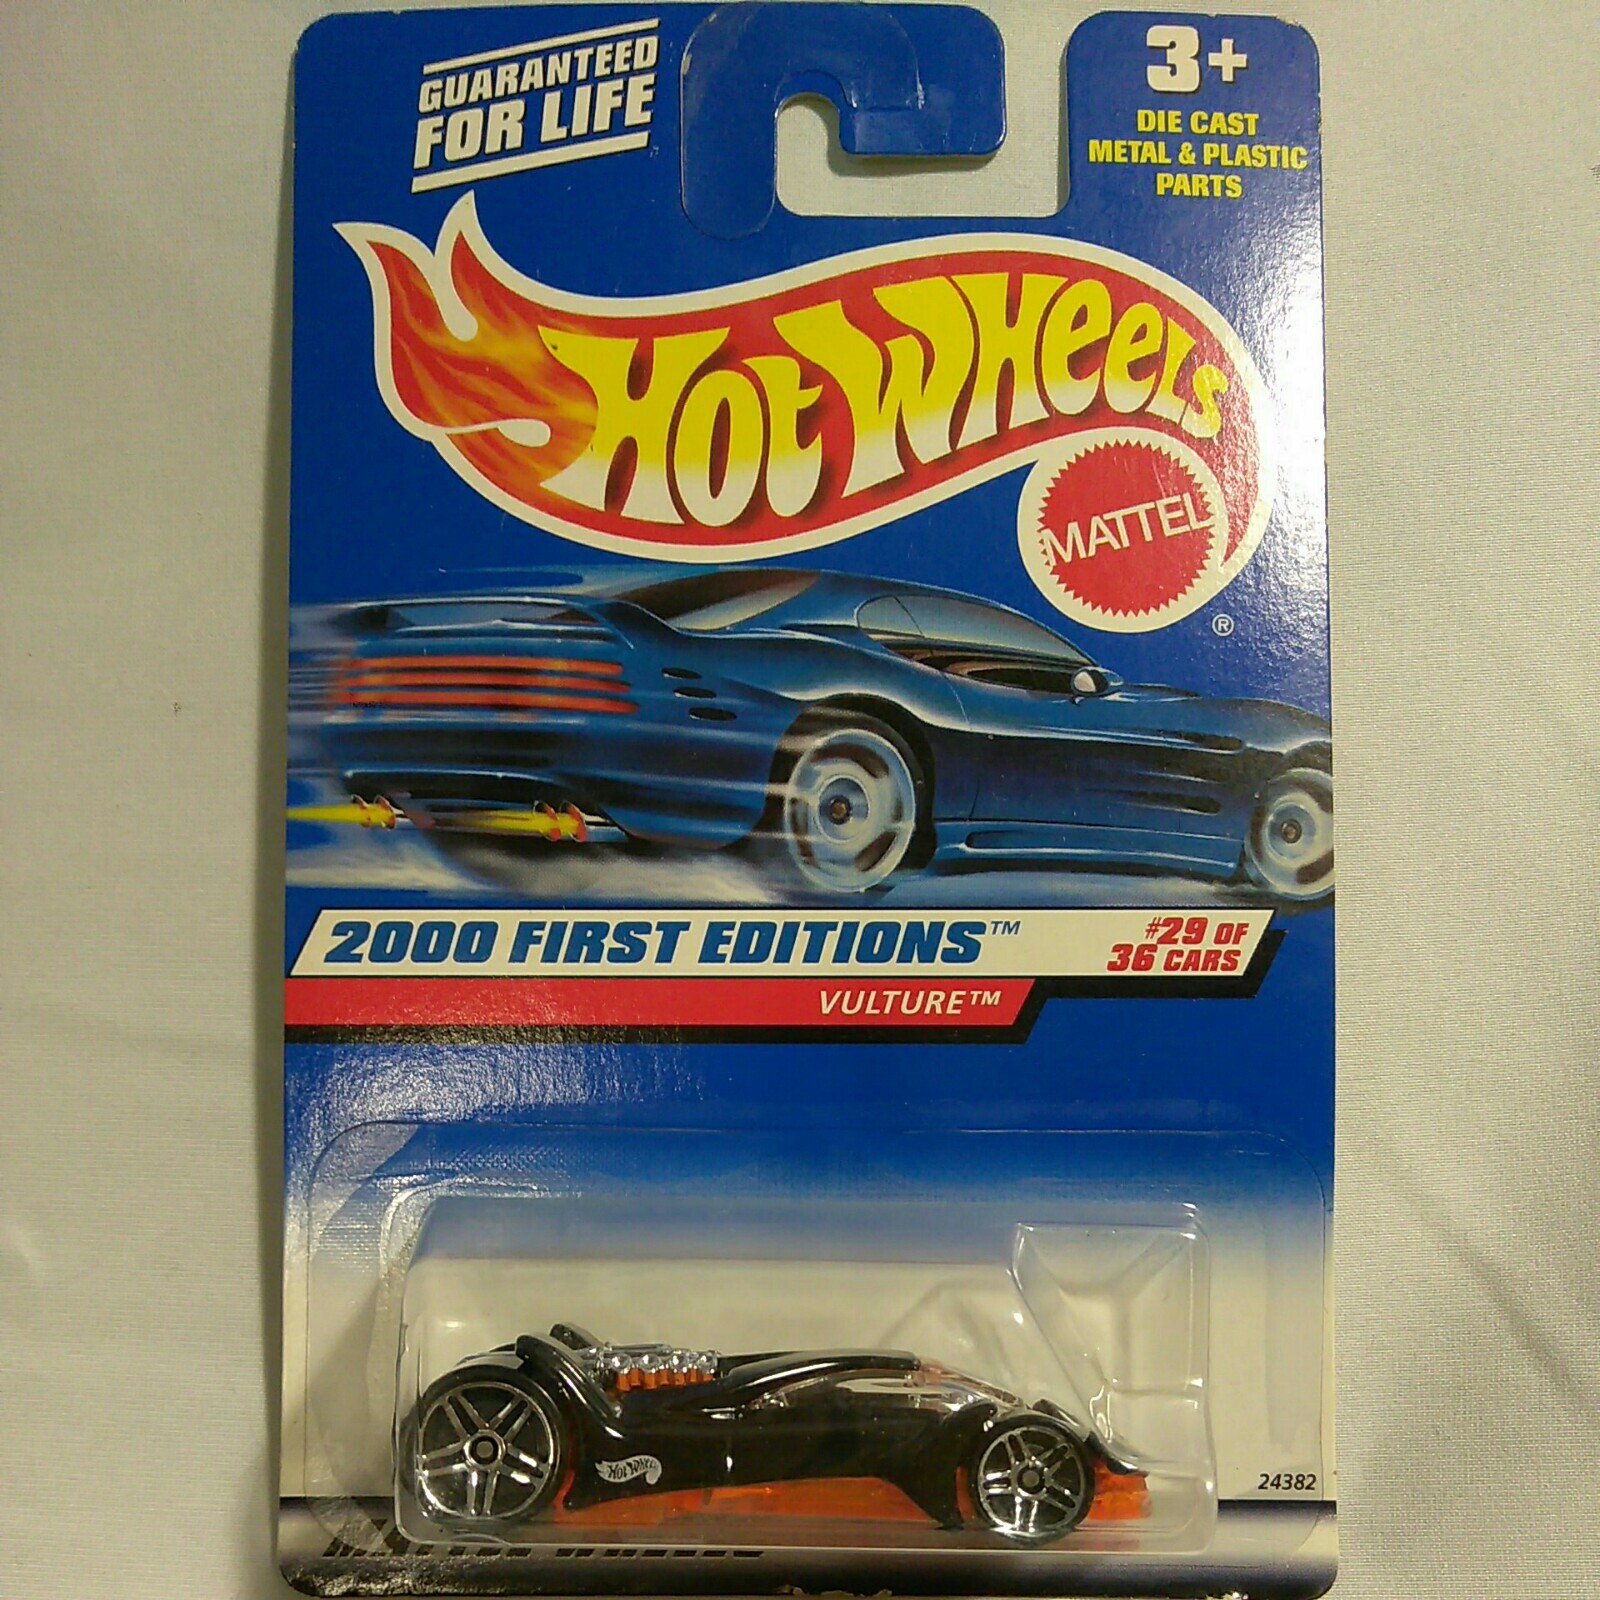 GUARANTEED
FOR LIFE
3+
DIE CAST
METAL & PLASTIC
PARTS
HOT WHEELS
MATTEL
®
2000 FIRST EDITIONS™
#29 OF
36 CARS
VULTURE™
HOT WHEELS
24382